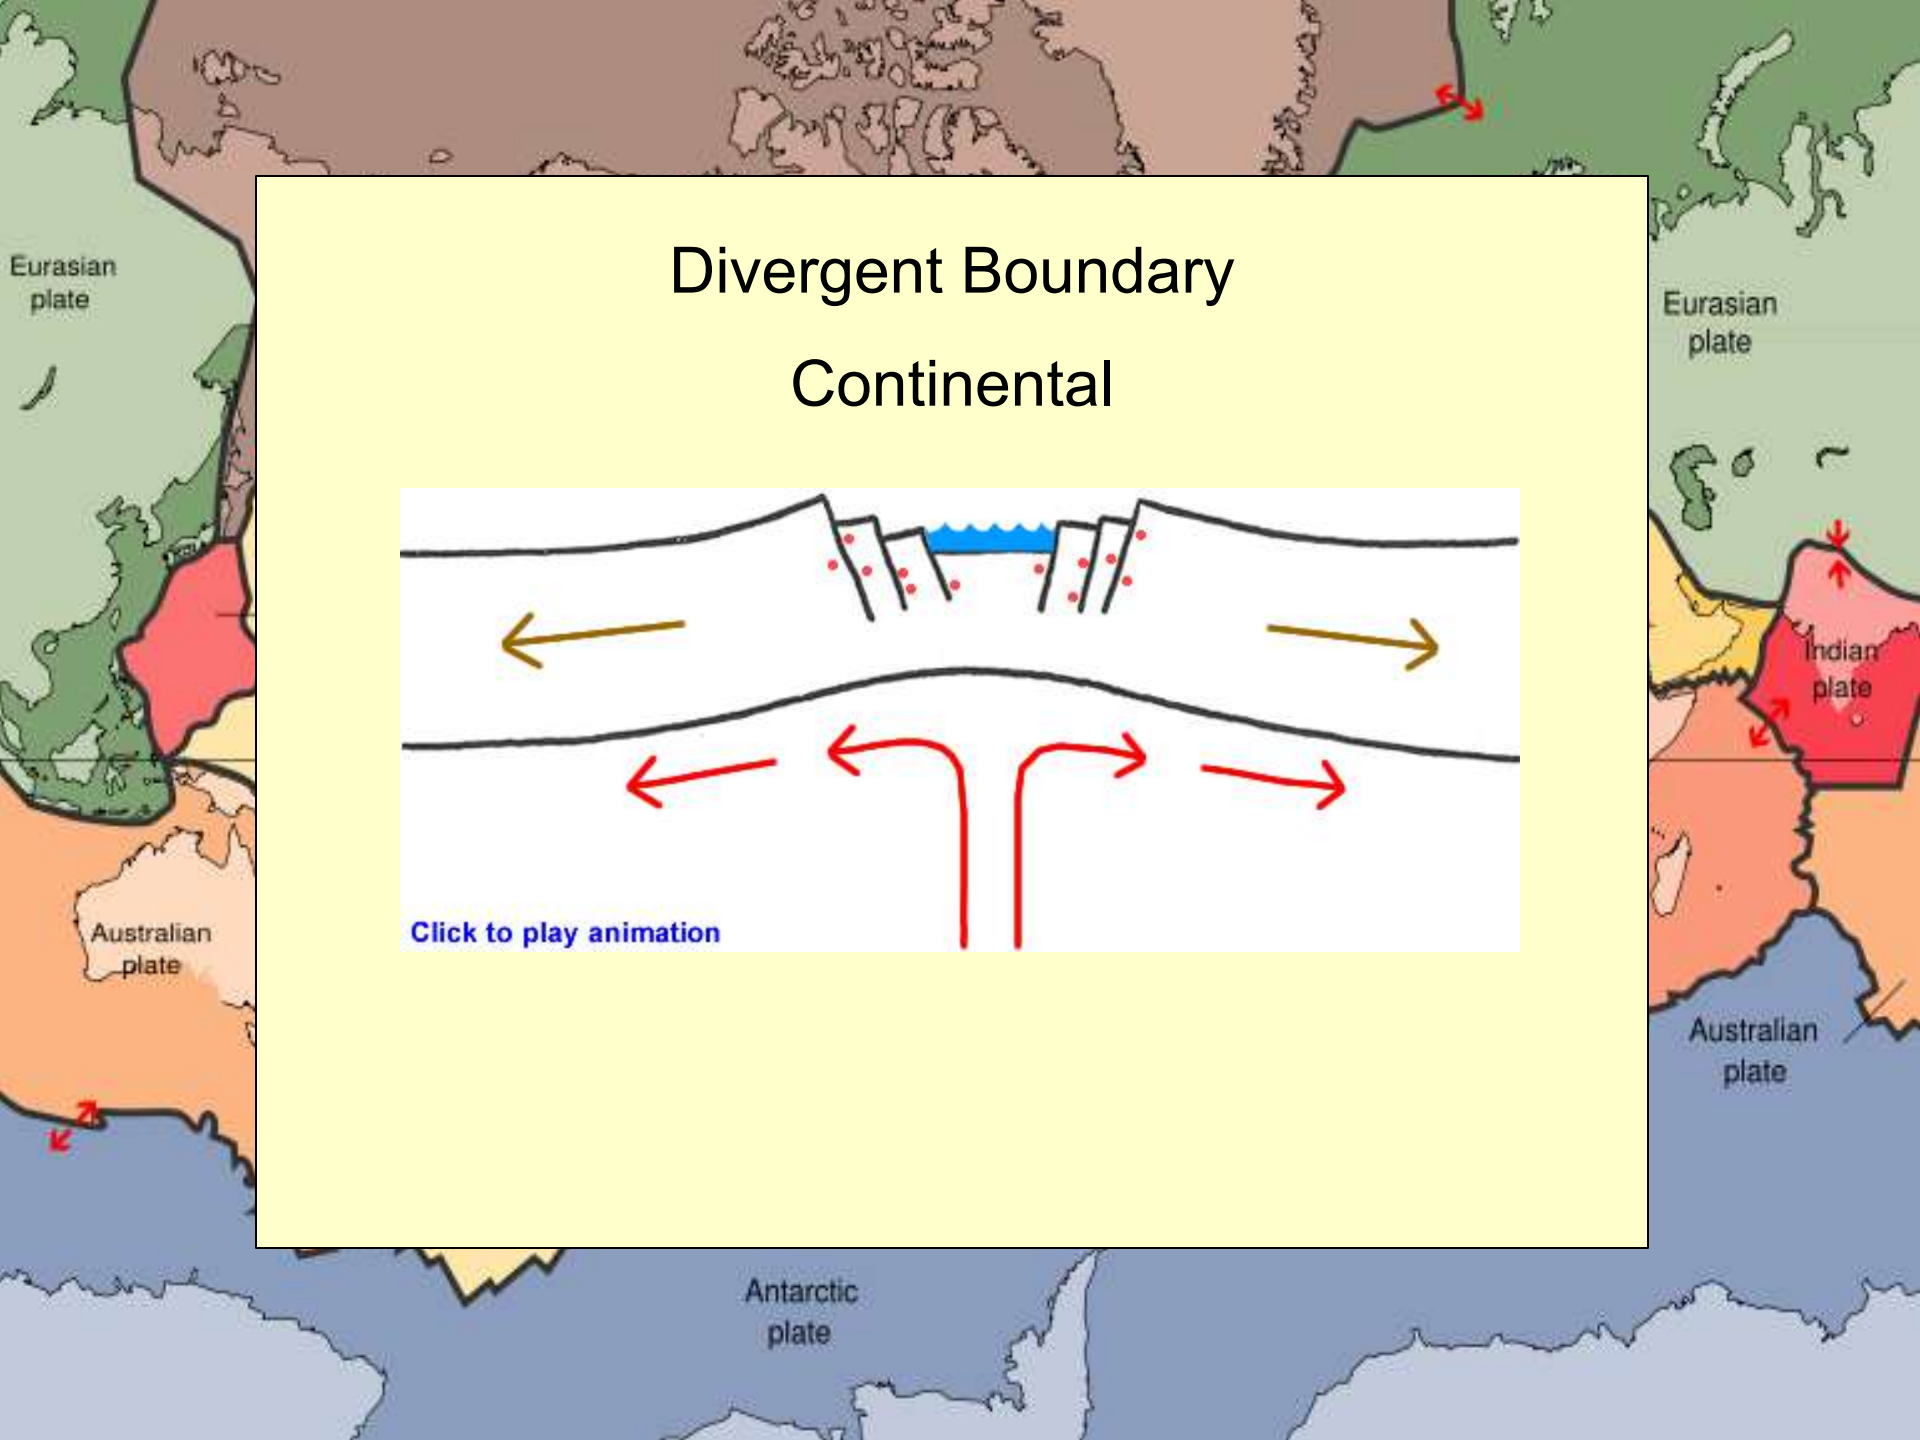 Divergent Boundary
Continental
Click to play animation
Eurasian
plate
Eurasian
plate
Indian
plate
Australian
plate
Australian
plate
Antarctic
plate